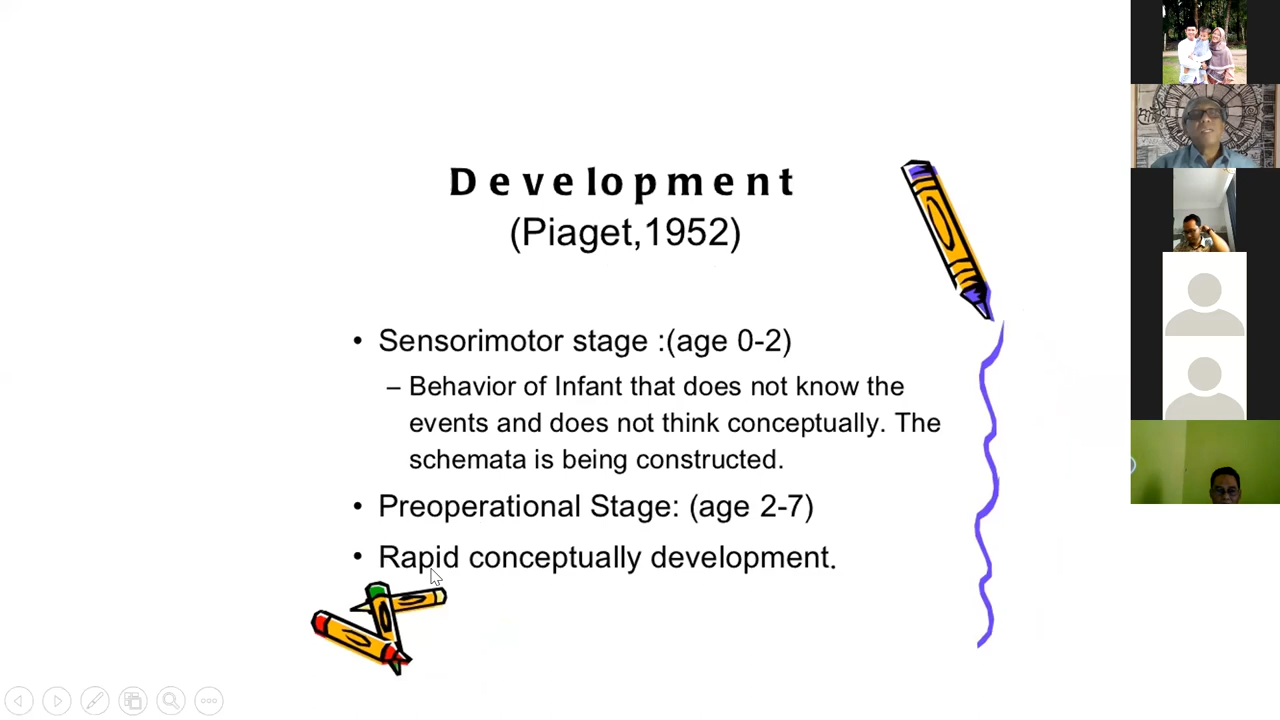 Development
(Piaget,1952)
• Sensorimotor stage :(age 0-2)
– Behavior of Infant that does not know the
events and does not think conceptually. The
schemata is being constructed.
• Preoperational Stage: (age 2-7)
• Rapid conceptually development.